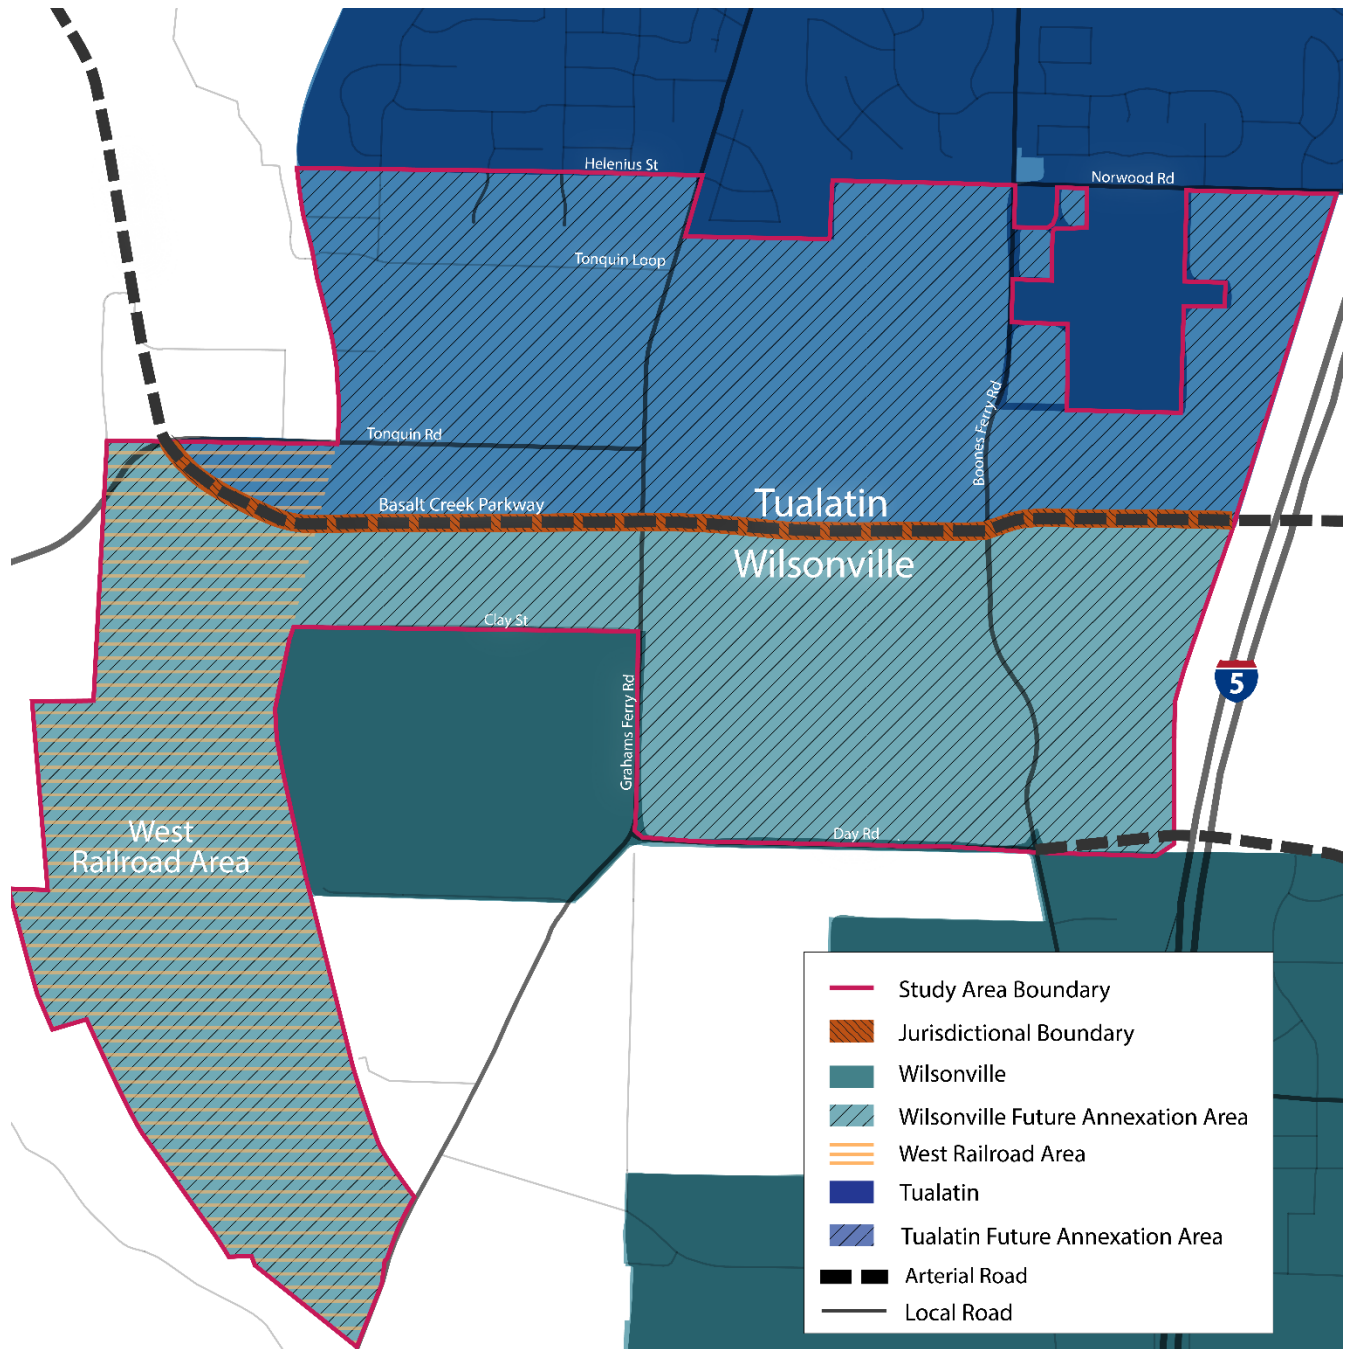 Helenius St
Norwood Rd
Tonquin Loop
Boones Ferry Rd
Tonquin Rd
Basalt Creek Parkway
Tualatin
Wilsonville
Clay St
Grahams Ferry Rd
5
West
Railroad Area
Day Rd
Study Area Boundary
Jurisdictional Boundary
Wilsonville
Wilsonville Future Annexation Area
West Railroad Area
Tualatin
Tualatin Future Annexation Area
Arterial Road
Local Road